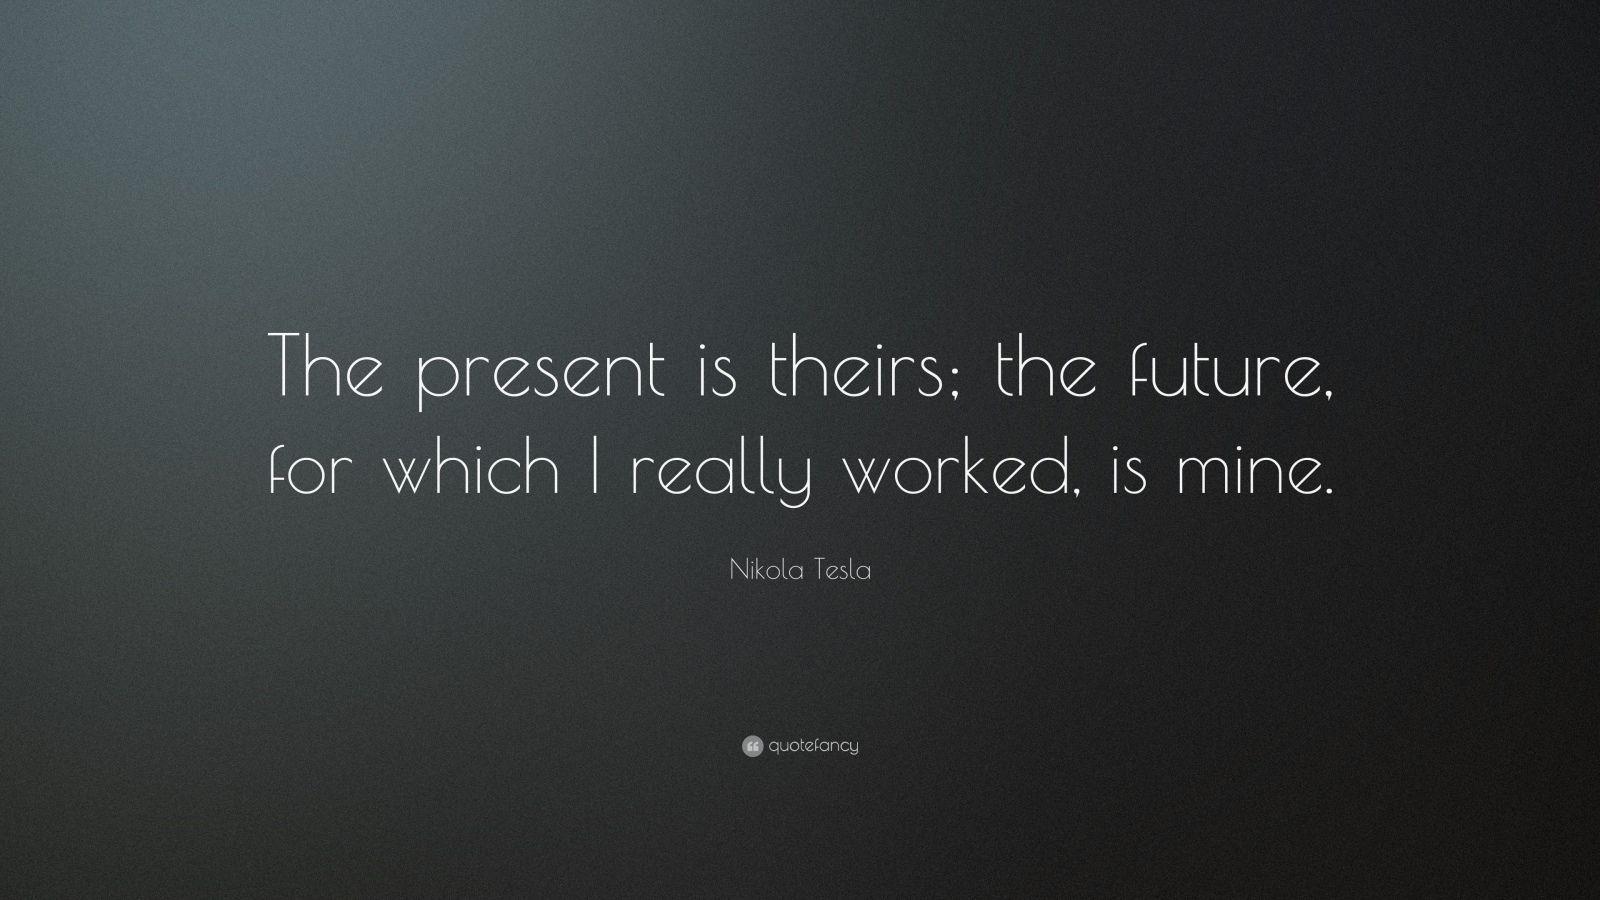 The present is theirs; the future,
for which I really worked, is mine.
Nikola Tesla
quotefancy